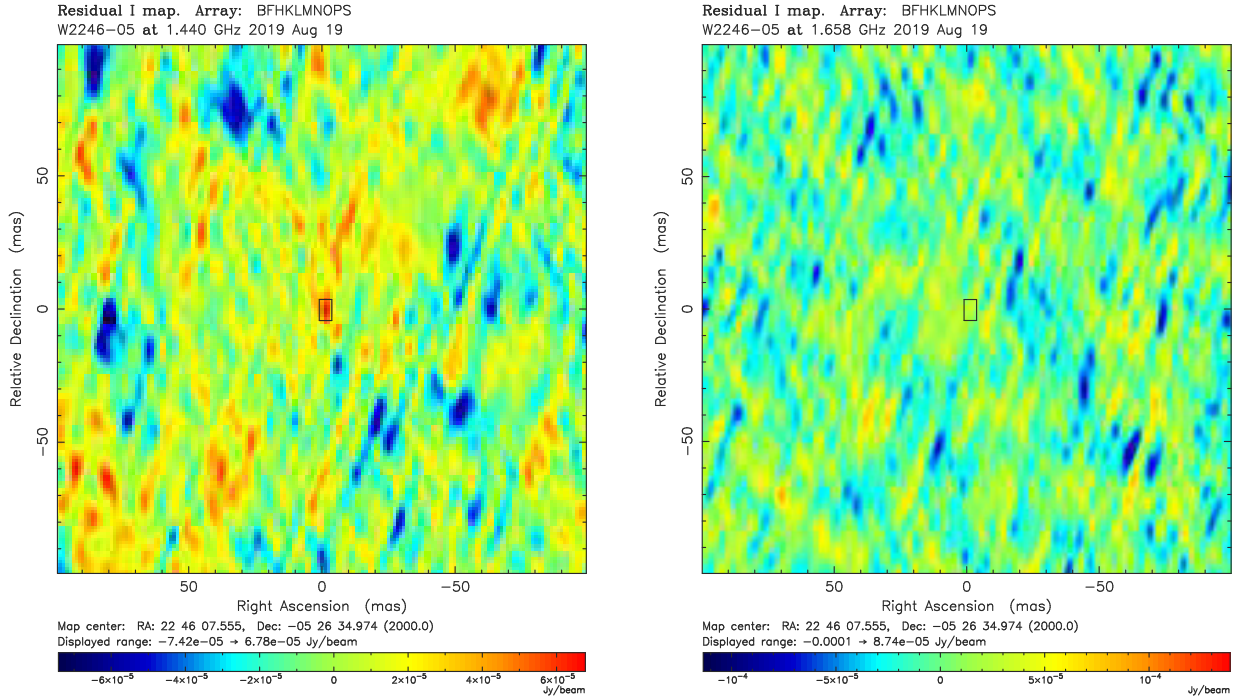 Residual I map.  Array:  BFHKLMNOPS
W2246−05 at 1.440 GHz 2019 Aug 19
Relative Declination  (mas)
50
0
−50
50
0
−50
Right Ascension  (mas)
Map center:  RA: 22 46 07.555,  Dec: −05 26 34.974 (2000.0)
Displayed range: −7.42e−05 → 6.78e−05 Jy/beam
−6×10⁻⁵
−4×10⁻⁵
−2×10⁻⁵
0
2×10⁻⁵
4×10⁻⁵
6×10⁻⁵
Jy/beam
Residual I map.  Array:  BFHKLMNOPS
W2246−05 at 1.658 GHz 2019 Aug 19
Relative Declination  (mas)
50
0
−50
50
0
−50
Right Ascension  (mas)
Map center:  RA: 22 46 07.555,  Dec: −05 26 34.974 (2000.0)
Displayed range: −0.0001 → 8.74e−05 Jy/beam
−10⁻⁴
−5×10⁻⁵
0
5×10⁻⁵
10⁻⁴
Jy/beam